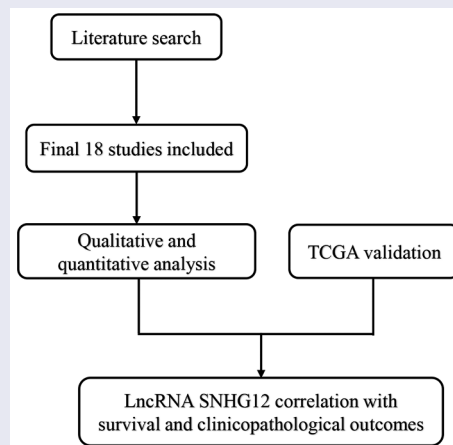 Literature search
Final 18 studies included
Qualitative and
quantitative analysis
TCGA validation
LncRNA SNHG12 correlation with
survival and clinicopathological outcomes